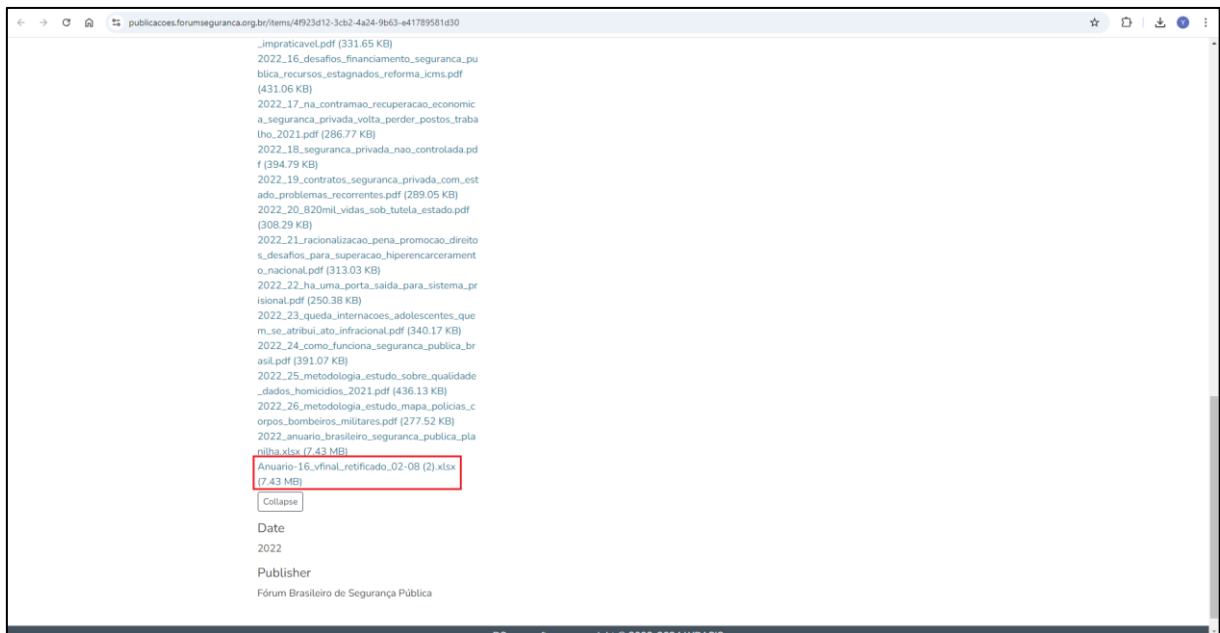 publicacoes.forumseguranca.org.br/items/4f923d12-3cb2-4a24-9b63-e41789581d30
_impraticavel.pdf (331.65 KB)
2022_16_desafios_financiamento_seguranca_pu
blica_recursos_estagnados_reforma_icms.pdf
(431.06 KB)
2022_17_na_contramao_recuperacao_economic
a_seguranca_privada_volta_perder_postos_traba
lho_2021.pdf (286.77 KB)
2022_18_seguranca_privada_nao_controlada.pd
f (394.79 KB)
2022_19_contratos_seguranca_privada_com_est
ado_problemas_recorrentes.pdf (289.05 KB)
2022_20_820mil_vidas_sob_tutela_estado.pdf
(308.29 KB)
2022_21_racionalizacao_pena_promocao_direito
s_desafios_para_superacao_hiperencarcerament
o_nacional.pdf (313.03 KB)
2022_22_ha_uma_porta_saida_para_sistema_pr
isional.pdf (250.38 KB)
2022_23_queda_internacoes_adolescentes_que
m_se_atribui_ato_infracional.pdf (340.17 KB)
2022_24_como_funciona_seguranca_publica_br
asil.pdf (391.07 KB)
2022_25_metodologia_estudo_sobre_qualidade
_dados_homicidios_2021.pdf (436.13 KB)
2022_26_metodologia_estudo_mapa_policias_c
orpos_bombeiros_militares.pdf (277.52 KB)
2022_anuario_brasileiro_seguranca_publica_pla
nilha.xlsx (7.43 MB)
Anuario-16_vfinal_retificado_02-08 (2).xlsx
(7.43 MB)
Collapse
Date
2022
Publisher
Fórum Brasileiro de Segurança Pública